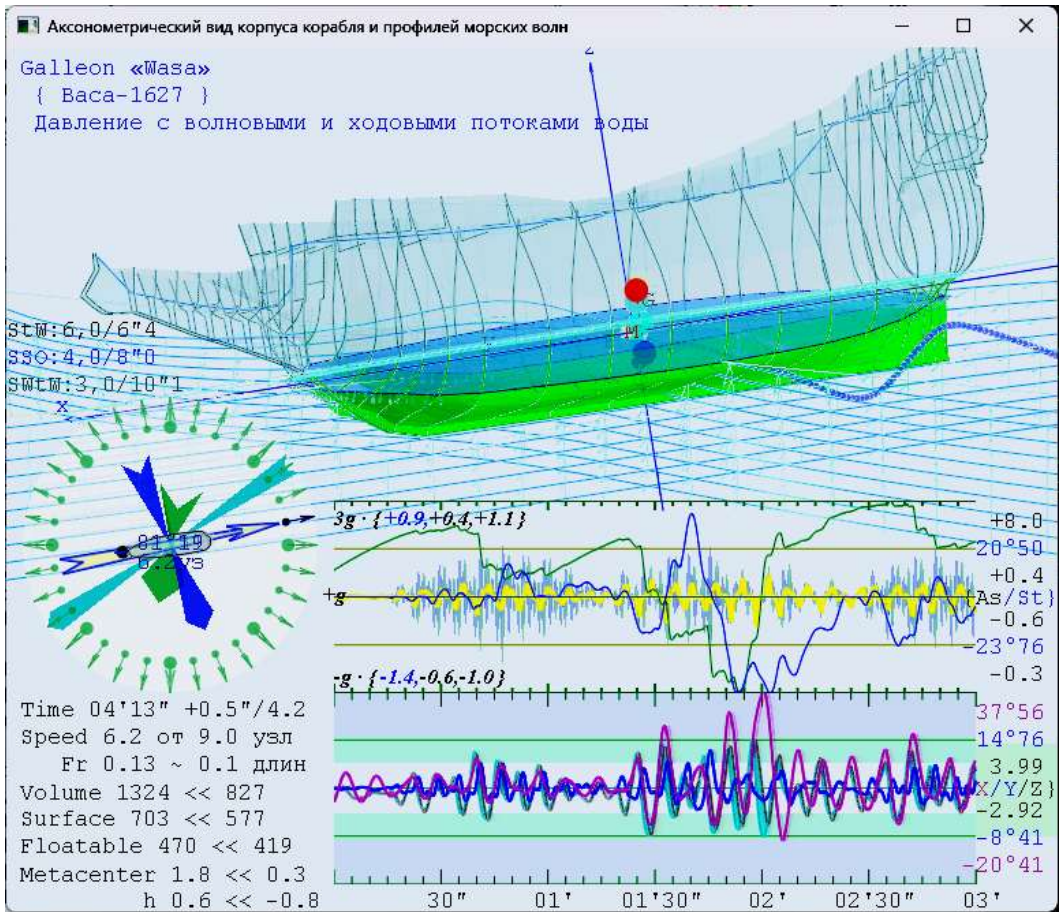 Аксонометрический вид корпуса корабля и профилей морских волн
Galleon «Wasa»
{ Васа-1627 }
Давление с волновыми и ходовыми потоками воды
z
G
M
StW:6,0/6"4
SSO:4,0/8"0
SWtW:3,0/10"1
X
81°19
6.2уз
3g · {+0.9,+0.4,+1.1}
+8.0
20°50
+0.4
+g
{As/St}
-0.6
-23°76
-0.3
-g · {-1.4,-0.6,-1.0}
Time 04'13" +0.5"/4.2
Speed 6.2 от 9.0 узл
Fr 0.13 ~ 0.1 длин
Volume 1324 << 827
Surface 703 << 577
Floatable 470 << 419
Metacenter 1.8 << 0.3
h 0.6 << -0.8
37°56
14°76
3.99
X/Y/Z}
-2.92
-8°41
-20°41
30" 01' 01'30" 02' 02'30" 03'